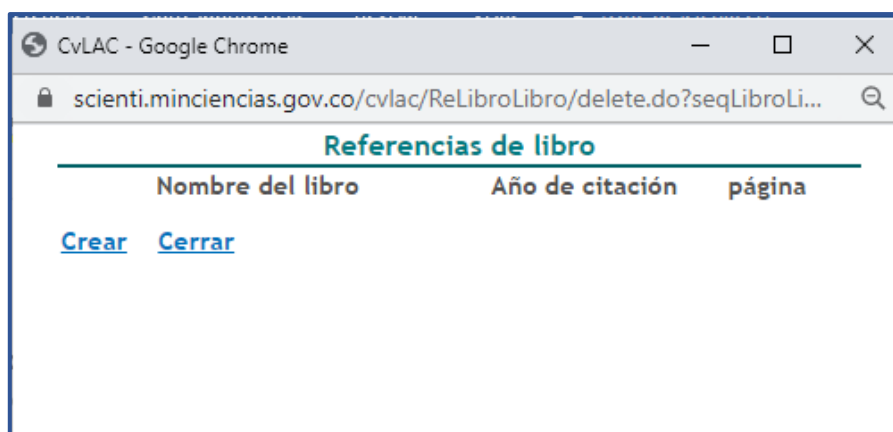 CvLAC - Google Chrome
scienti.minciencias.gov.co/cvlac/ReLibroLibro/delete.do?seqLibroLi...
Referencias de libro
Nombre del libro Año de citación página
Crear Cerrar